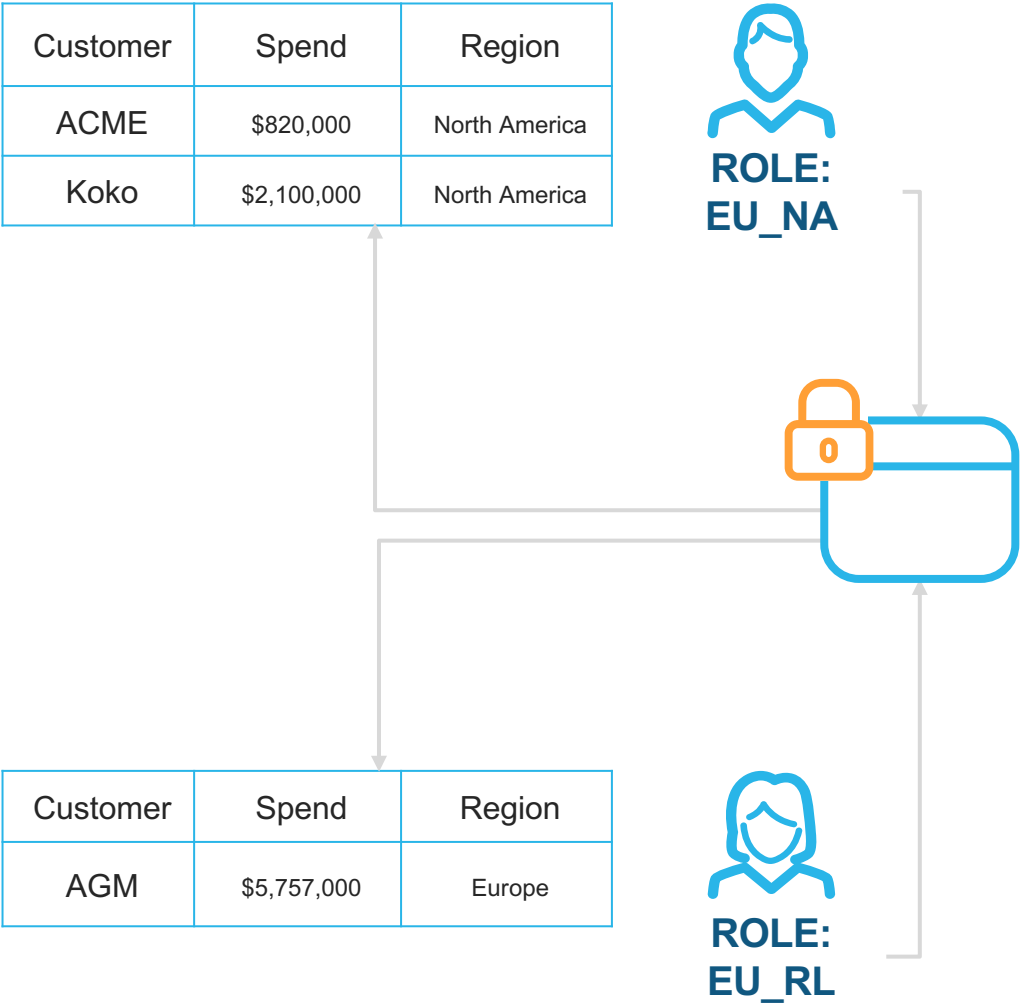 Customer Spend Region
ACME $820,000 North America
Koko $2,100,000 North America
ROLE:
EU_NA
Customer Spend Region
AGM $5,757,000 Europe
ROLE:
EU_RL